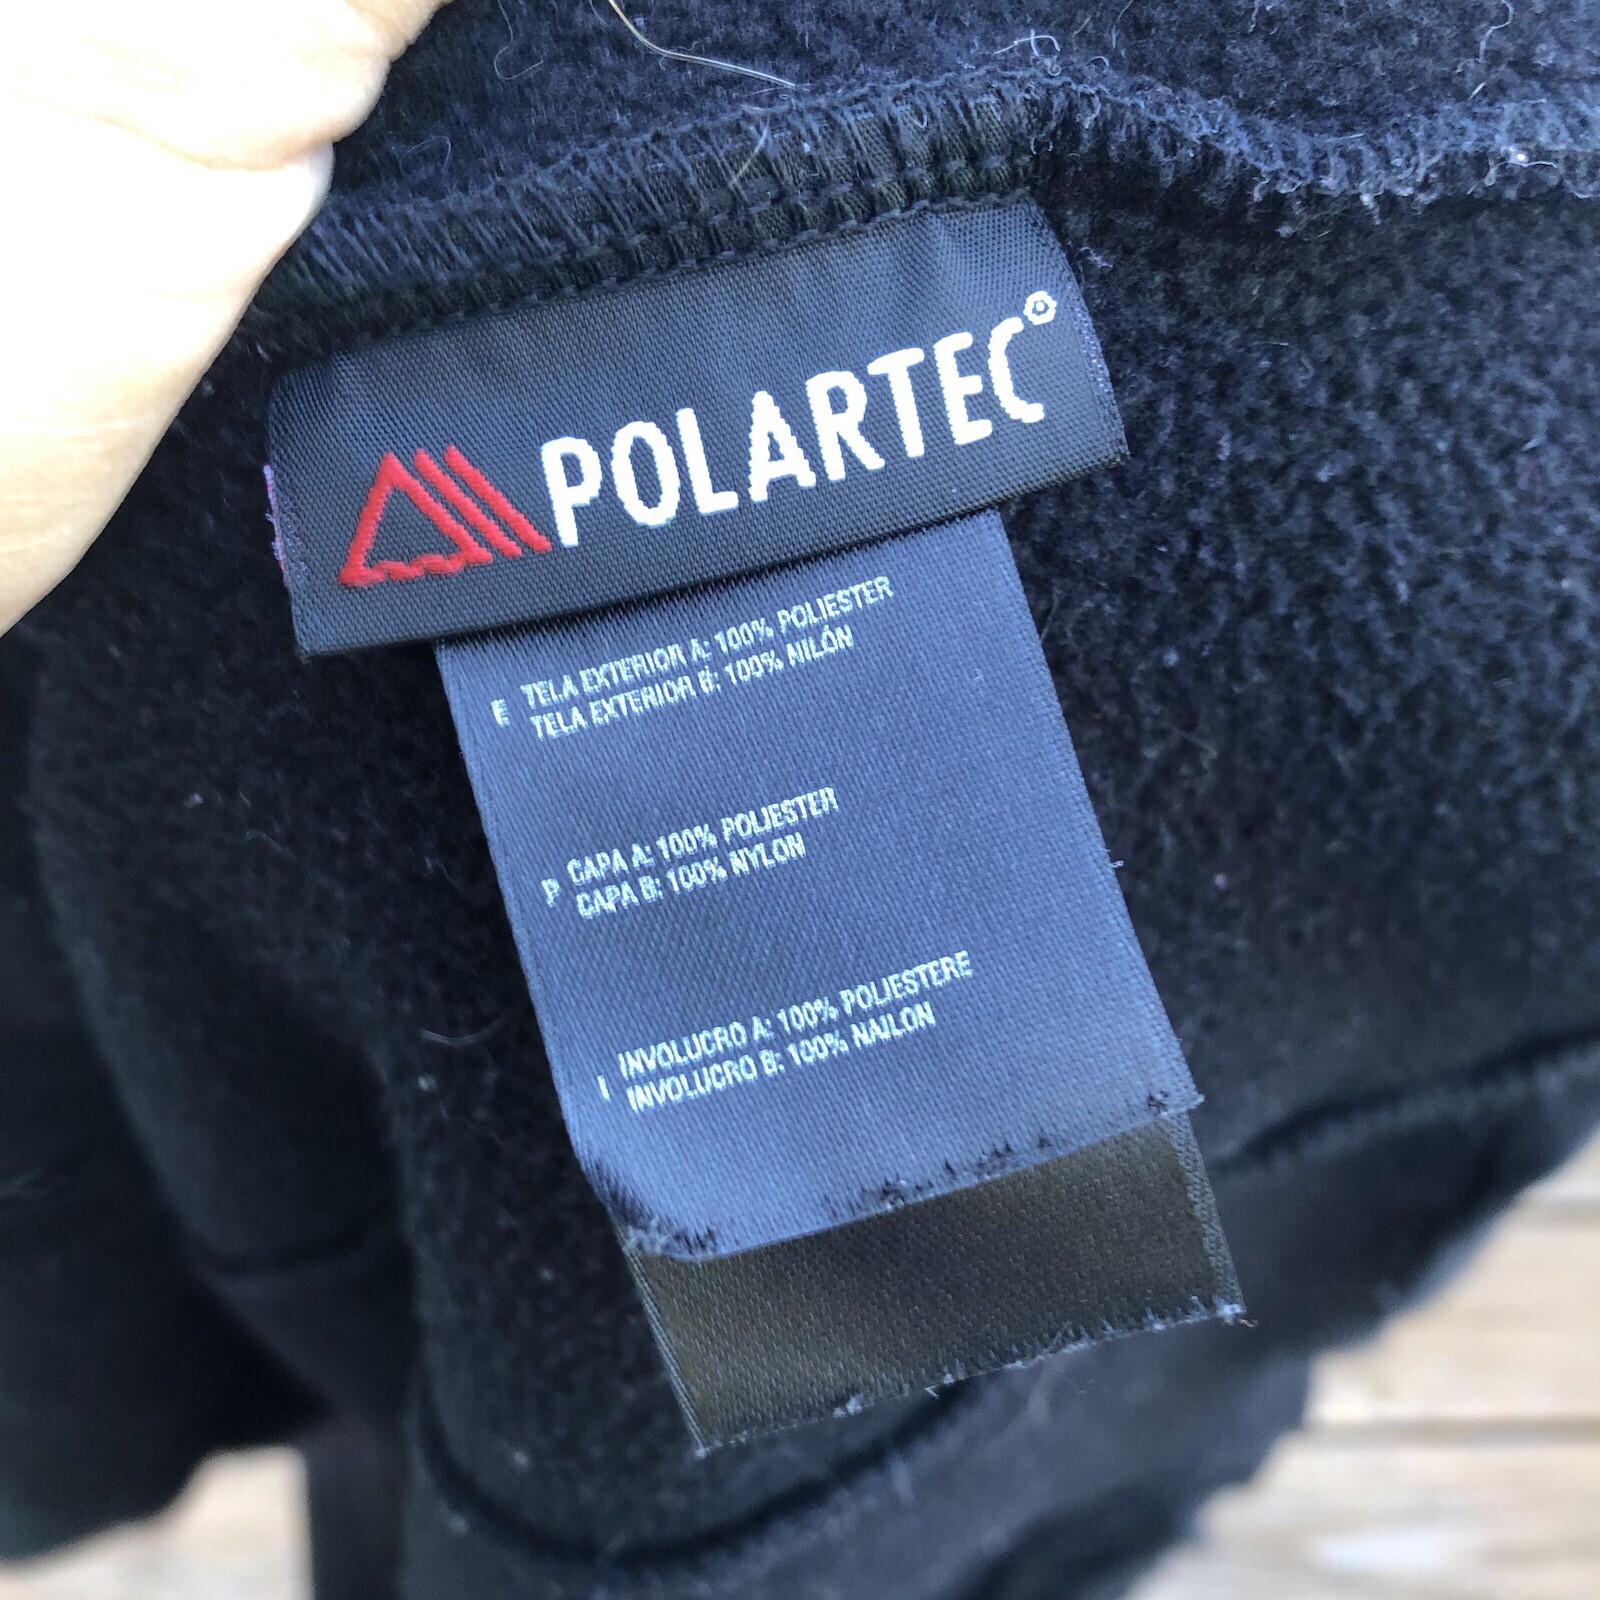 POLARTEC®
E TELA EXTERIOR A: 100% POLIESTER
TELA EXTERIOR B: 100% NILÓN
P CAPA A: 100% POLIESTER
CAPA B: 100% NYLON
I INVOLUCRO A: 100% POLIESTERE
INVOLUCRO B: 100% NAILON